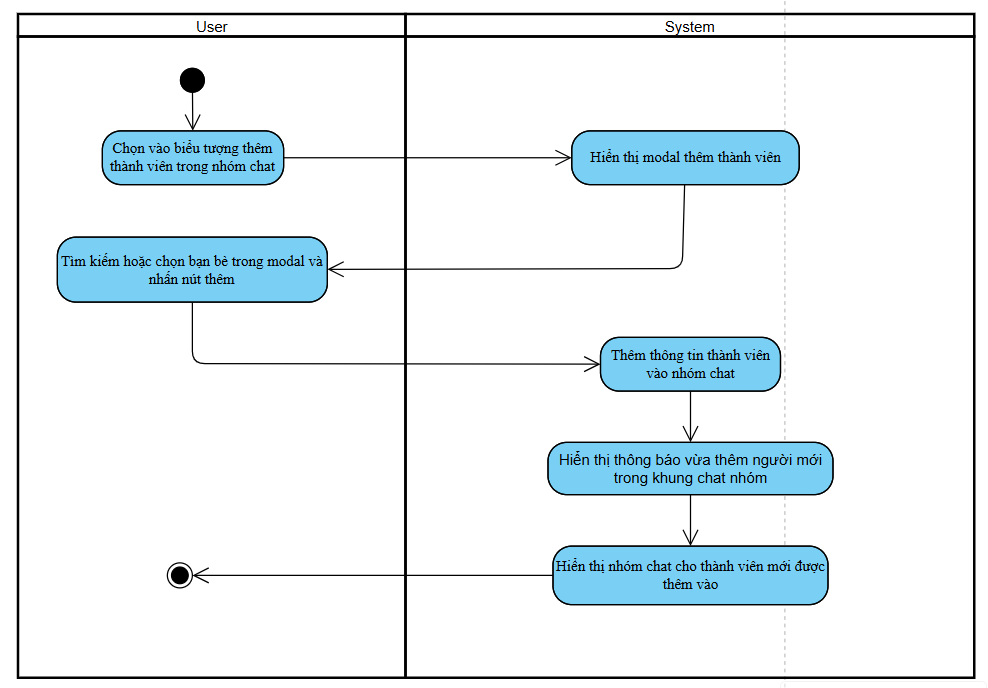 User
System
Chọn vào biểu tượng thêm
thành viên trong nhóm chat
Hiển thị modal thêm thành viên
Tìm kiếm hoặc chọn bạn bè trong modal và
nhấn nút thêm
Thêm thông tin thành viên
vào nhóm chat
Hiển thị thông báo vừa thêm người mới
trong khung chat nhóm
Hiển thị nhóm chat cho thành viên mới được
thêm vào